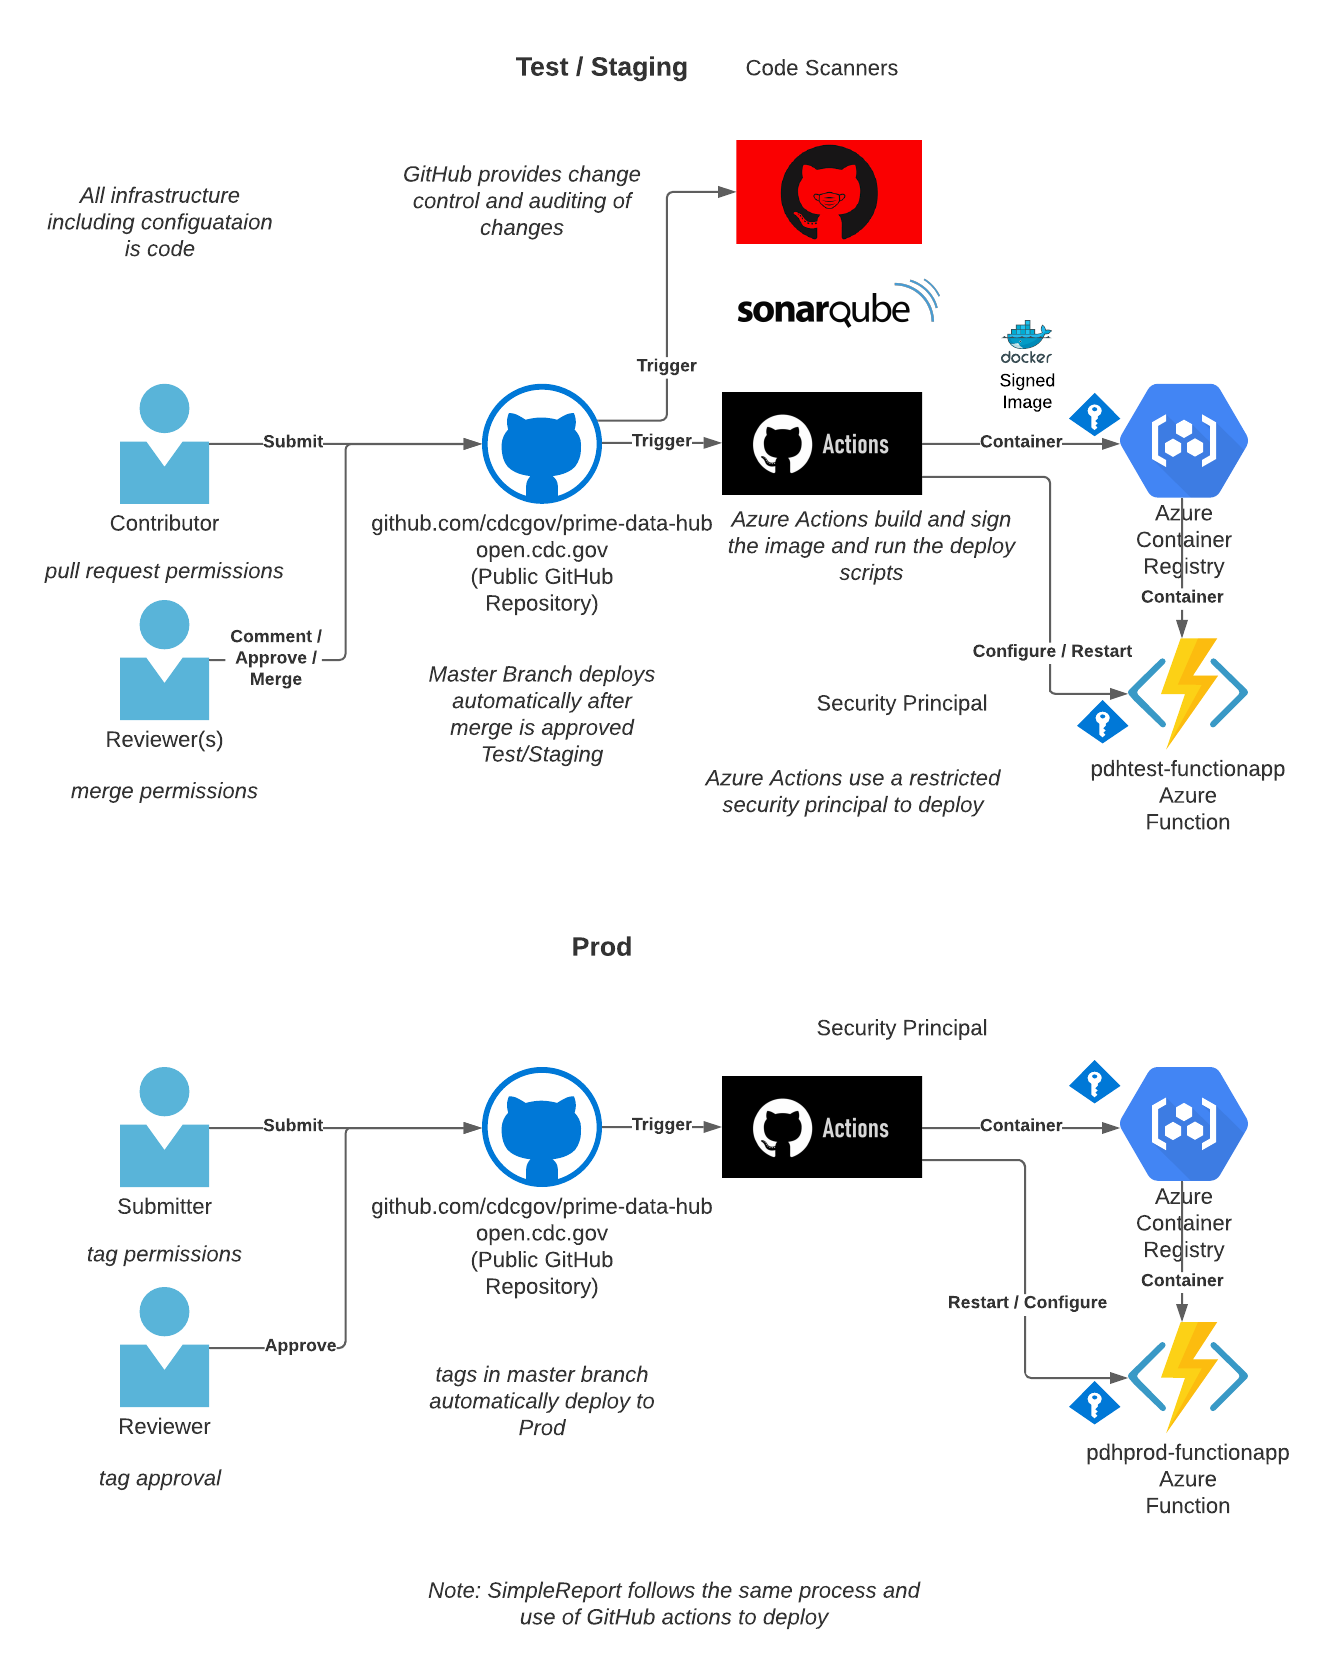 Test / Staging
Code Scanners
All infrastructure
including configuataion
is code
GitHub provides change
control and auditing of
changes
sonarqube
docker
Signed
Image
Trigger
Submit
Trigger
Actions
Container
Contributor
pull request permissions
github.com/cdcgov/prime-data-hub
open.cdc.gov
(Public GitHub
Repository)
Azure Actions build and sign
the image and run the deploy
scripts
Azure
Container
Registry
Container
Comment /
Approve /
Merge
Reviewer(s)
merge permissions
Master Branch deploys
automatically after
merge is approved
Test/Staging
Configure / Restart
Security Principal
Azure Actions use a restricted
security principal to deploy
pdhtest-functionapp
Azure
Function
Prod
Security Principal
Submit
Trigger
Actions
Container
Submitter
tag permissions
github.com/cdcgov/prime-data-hub
open.cdc.gov
(Public GitHub
Repository)
Azure
Container
Registry
Container
Restart / Configure
Approve
Reviewer
tag approval
tags in master branch
automatically deploy to
Prod
pdhprod-functionapp
Azure
Function
Note: SimpleReport follows the same process and
use of GitHub actions to deploy